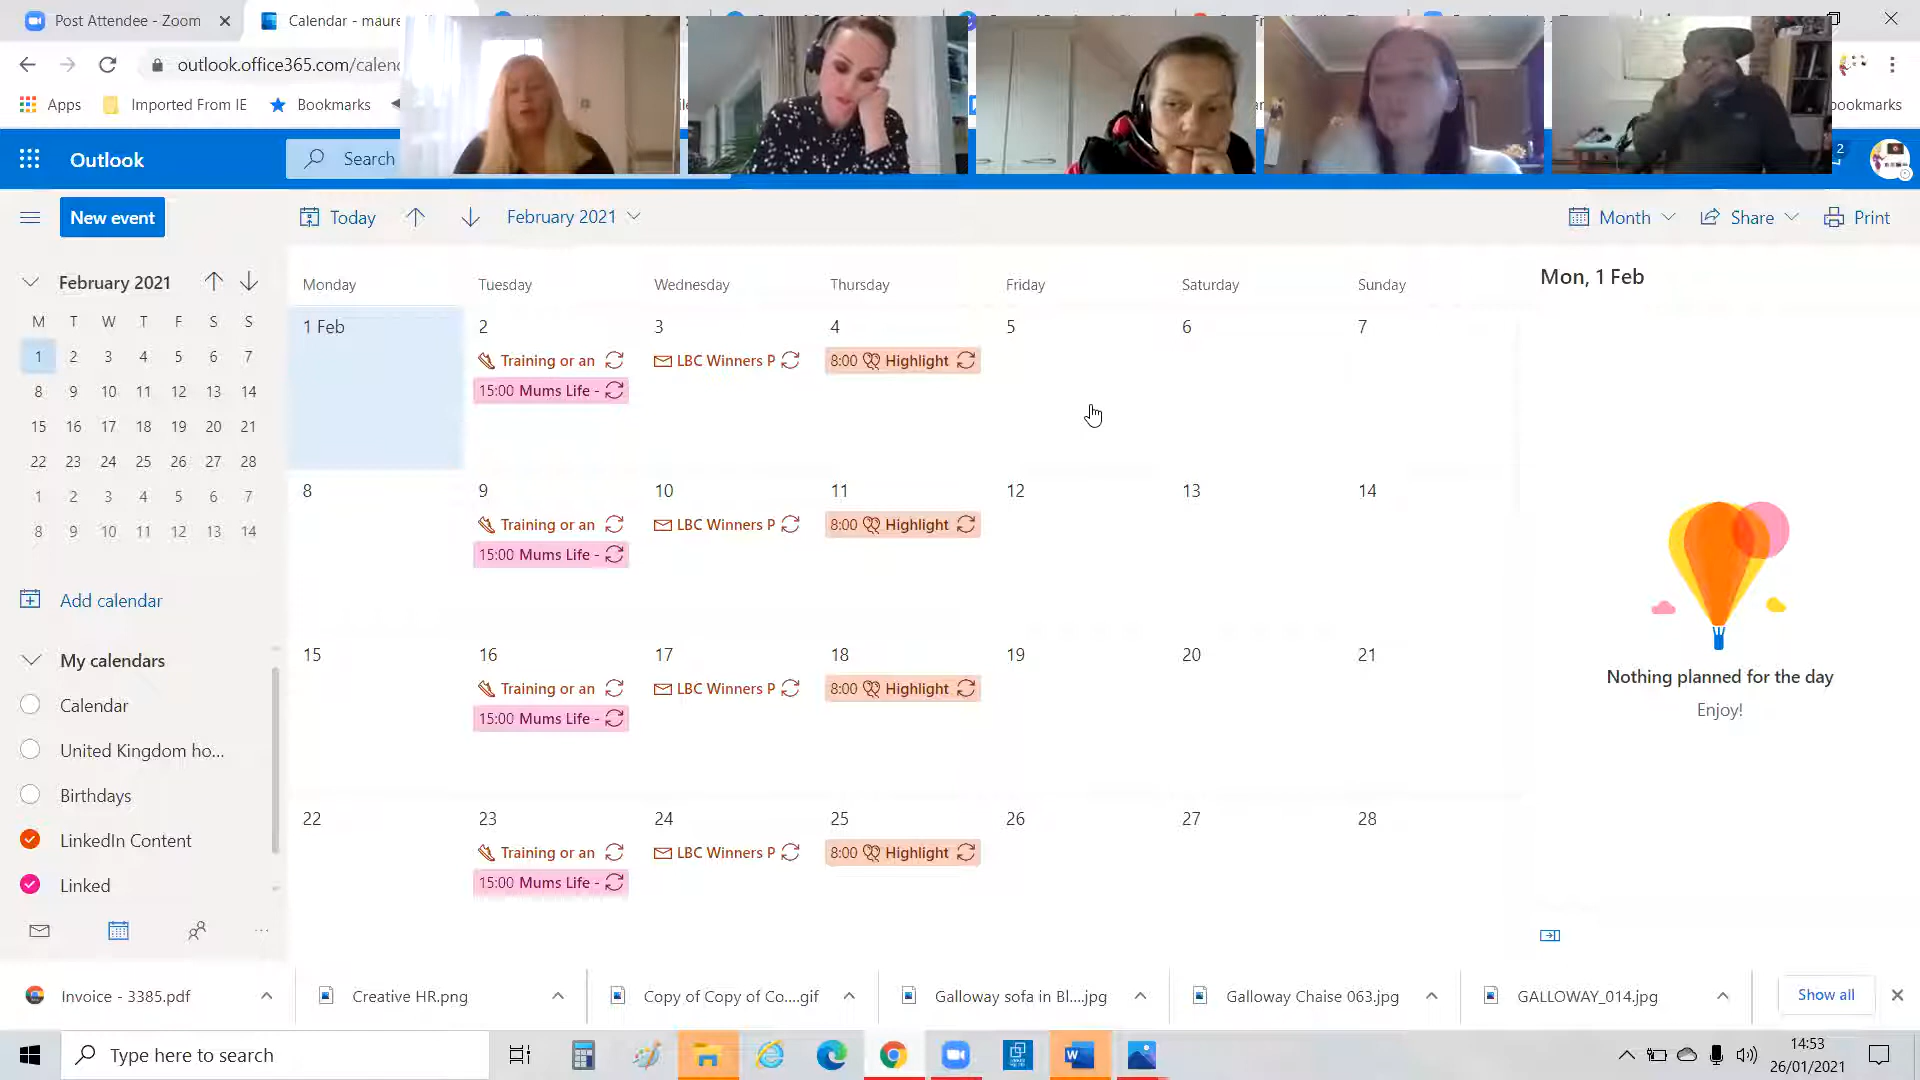 Post Attendee - Zoom
Calendar - maure
outlook.office365.com/calend
Apps
Imported From IE
Bookmarks
bookmarks
Outlook
Search
2
New event
Today
February 2021
Month
Share
Print
February 2021
M T W T F S S
1 2 3 4 5 6 7
8 9 10 11 12 13 14
15 16 17 18 19 20 21
22 23 24 25 26 27 28
1 2 3 4 5 6 7
8 9 10 11 12 13 14
Add calendar
My calendars
Calendar
United Kingdom ho...
Birthdays
LinkedIn Content
Linked
...
Monday Tuesday Wednesday Thursday Friday Saturday Sunday
1 Feb 2 3 4 5 6 7
Training or an LBC Winners P 8:00 Highlight
15:00 Mums Life -
8 9 10 11 12 13 14
Training or an LBC Winners P 8:00 Highlight
15:00 Mums Life -
15 16 17 18 19 20 21
Training or an LBC Winners P 8:00 Highlight
15:00 Mums Life -
22 23 24 25 26 27 28
Training or an LBC Winners P 8:00 Highlight
15:00 Mums Life -
Mon, 1 Feb
Nothing planned for the day
Enjoy!
Invoice - 3385.pdf
Creative HR.png
Copy of Copy of Co....gif
Galloway sofa in Bl....jpg
Galloway Chaise 063.jpg
GALLOWAY_014.jpg
Show all
Type here to search
14:53
26/01/2021